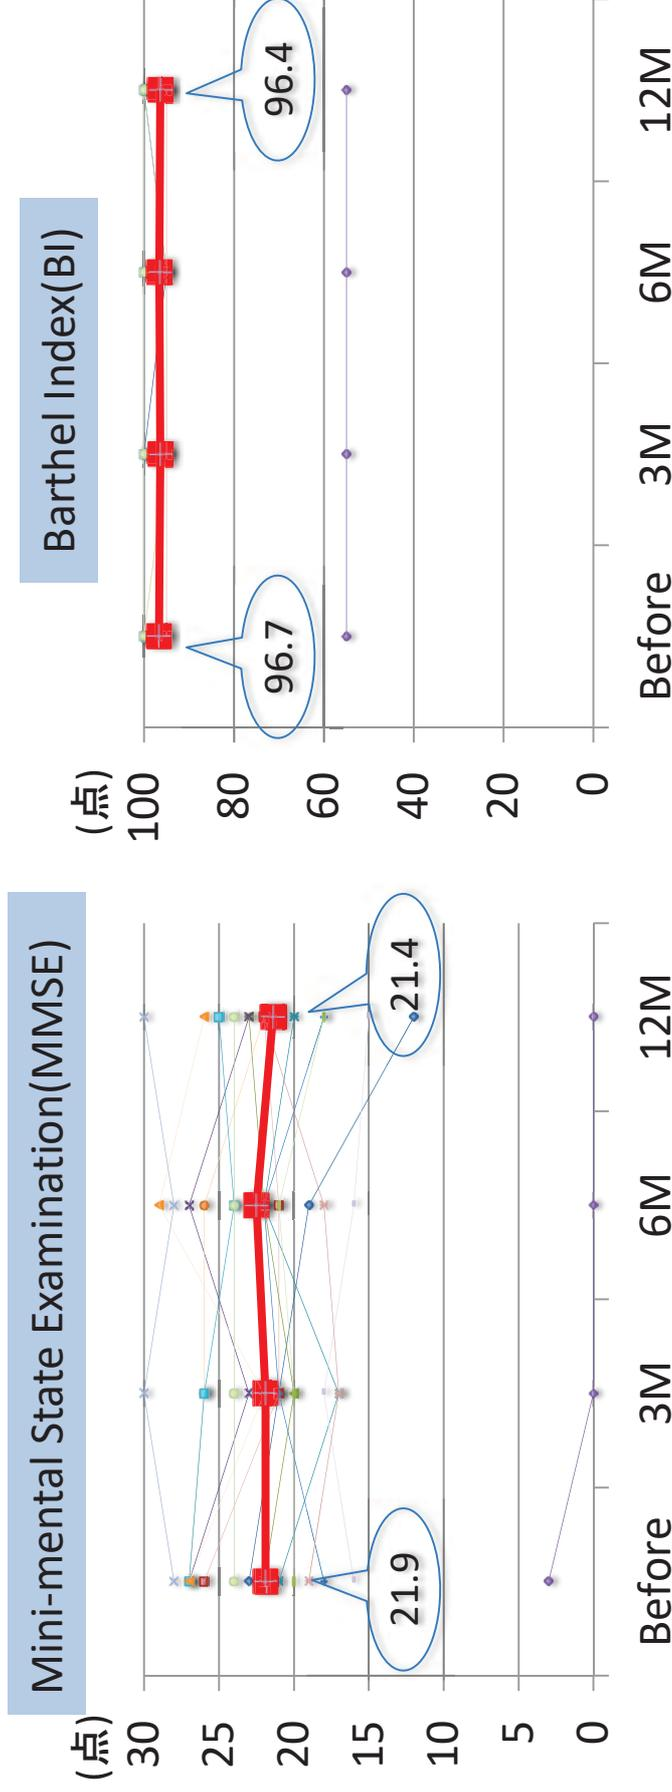 Mini-mental State Examination(MMSE)
(点)
30
25
20
15
10
5
0
21.9
21.4
Before 3M 6M 12M
Barthel Index(BI)
(点)
100
80
60
40
20
0
96.7
96.4
Before 3M 6M 12M